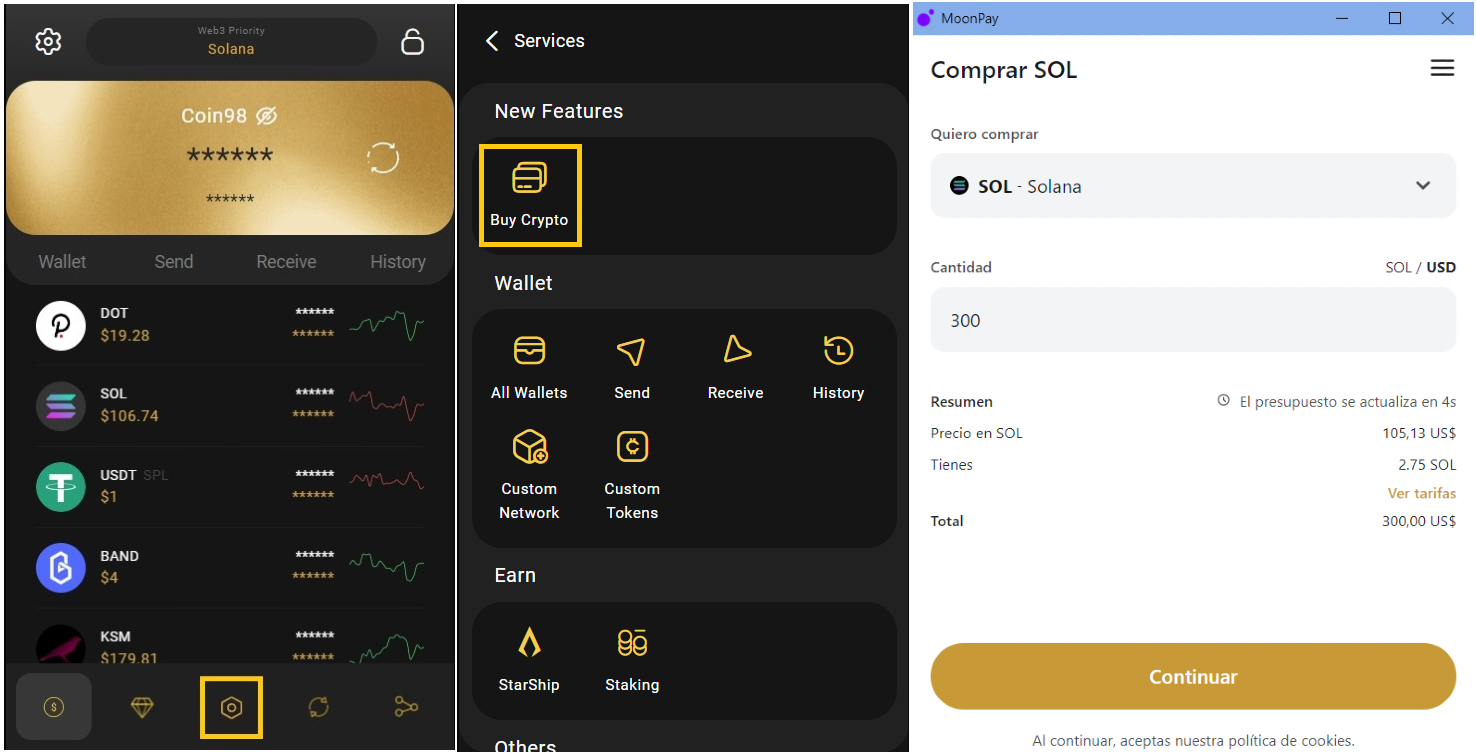 Web3 Priority
Solana
Coin98
******
******
Wallet Send Receive History
DOT ******
$19.28 ******
SOL ******
$106.74 ******
USDT SPL ******
$1 ******
BAND ******
$4 ******
KSM ******
$179.81 ******
Services
New Features
Buy Crypto
Wallet
All Wallets Send Receive History
Custom Custom
Network Tokens
Earn
StarShip Staking
Others
MoonPay
Comprar SOL
Quiero comprar
SOL - Solana
Cantidad SOL / USD
300
Resumen El presupuesto se actualiza en 4s
Precio en SOL 105,13 US$
Tienes 2.75 SOL
Ver tarifas
Total 300,00 US$
Continuar
Al continuar, aceptas nuestra política de cookies.